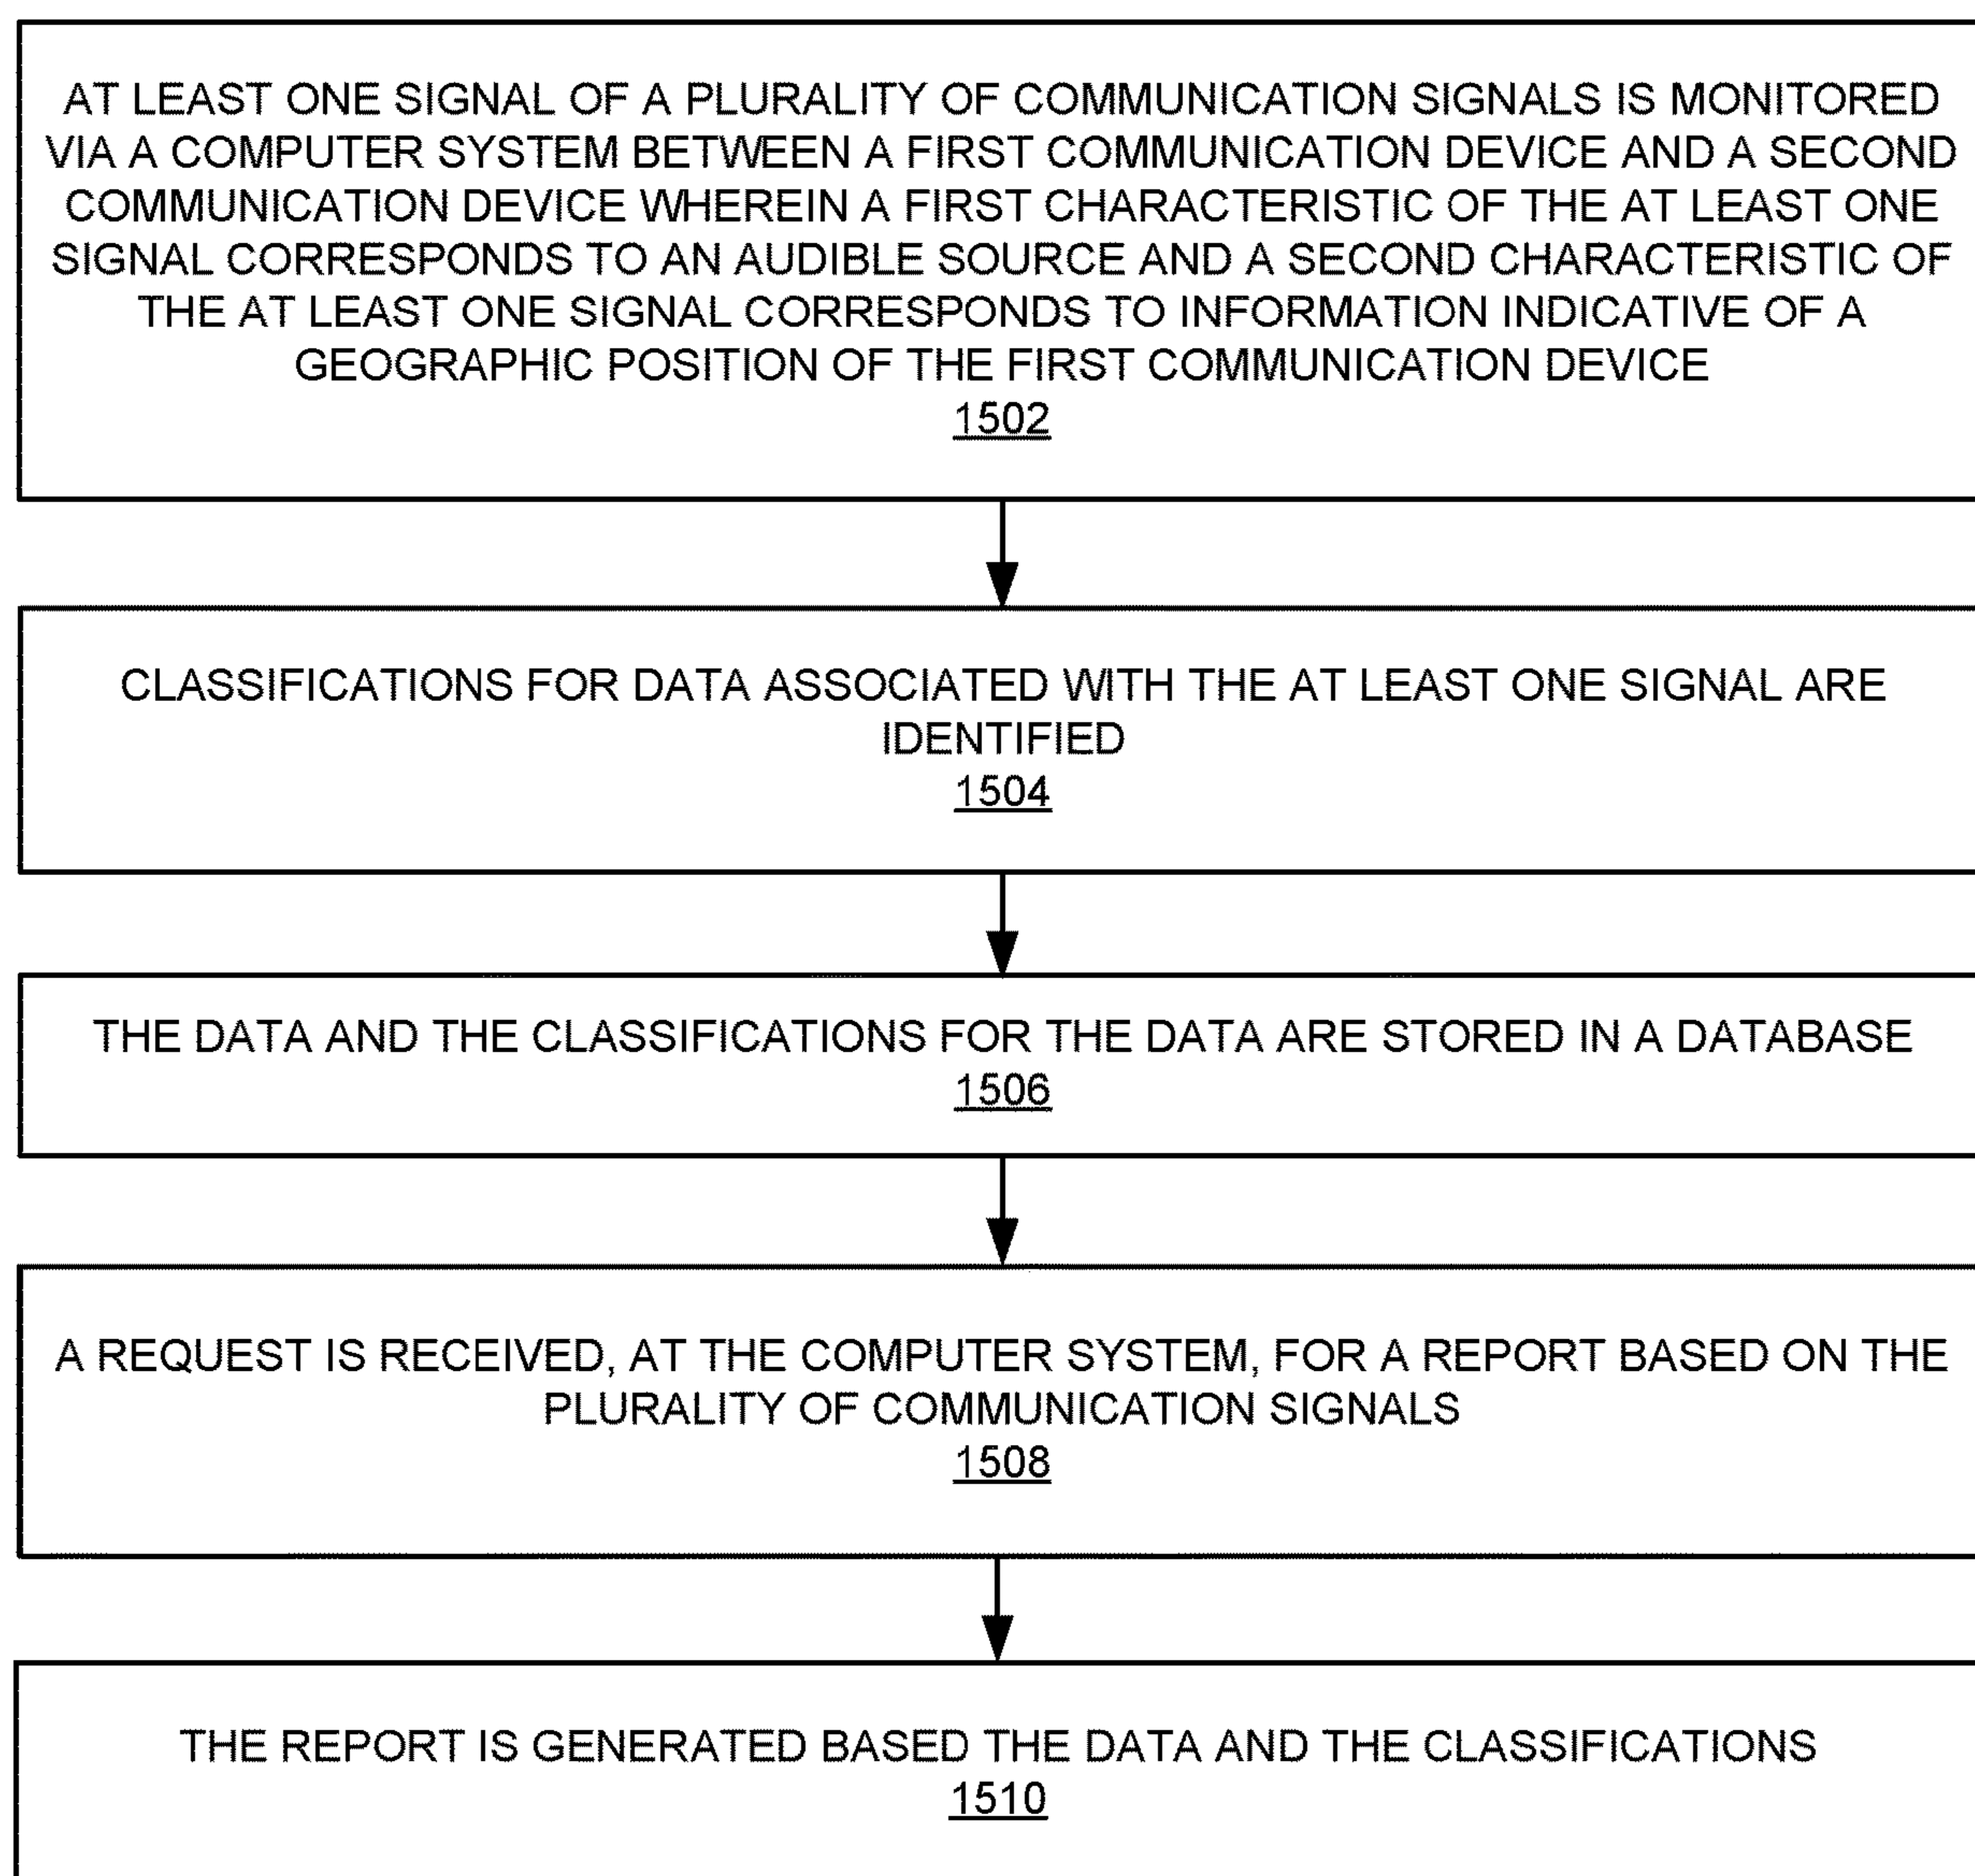 AT LEAST ONE SIGNAL OF A PLURALITY OF COMMUNICATION SIGNALS IS MONITORED
VIA A COMPUTER SYSTEM BETWEEN A FIRST COMMUNICATION DEVICE AND A SECOND
COMMUNICATION DEVICE WHEREIN A FIRST CHARACTERISTIC OF THE AT LEAST ONE
SIGNAL CORRESPONDS TO AN AUDIBLE SOURCE AND A SECOND CHARACTERISTIC OF
THE AT LEAST ONE SIGNAL CORRESPONDS TO INFORMATION INDICATIVE OF A
GEOGRAPHIC POSITION OF THE FIRST COMMUNICATION DEVICE
1502
CLASSIFICATIONS FOR DATA ASSOCIATED WITH THE AT LEAST ONE SIGNAL ARE
IDENTIFIED
1504
THE DATA AND THE CLASSIFICATIONS FOR THE DATA ARE STORED IN A DATABASE
1506
A REQUEST IS RECEIVED, AT THE COMPUTER SYSTEM, FOR A REPORT BASED ON THE
PLURALITY OF COMMUNICATION SIGNALS
1508
THE REPORT IS GENERATED BASED THE DATA AND THE CLASSIFICATIONS
1510